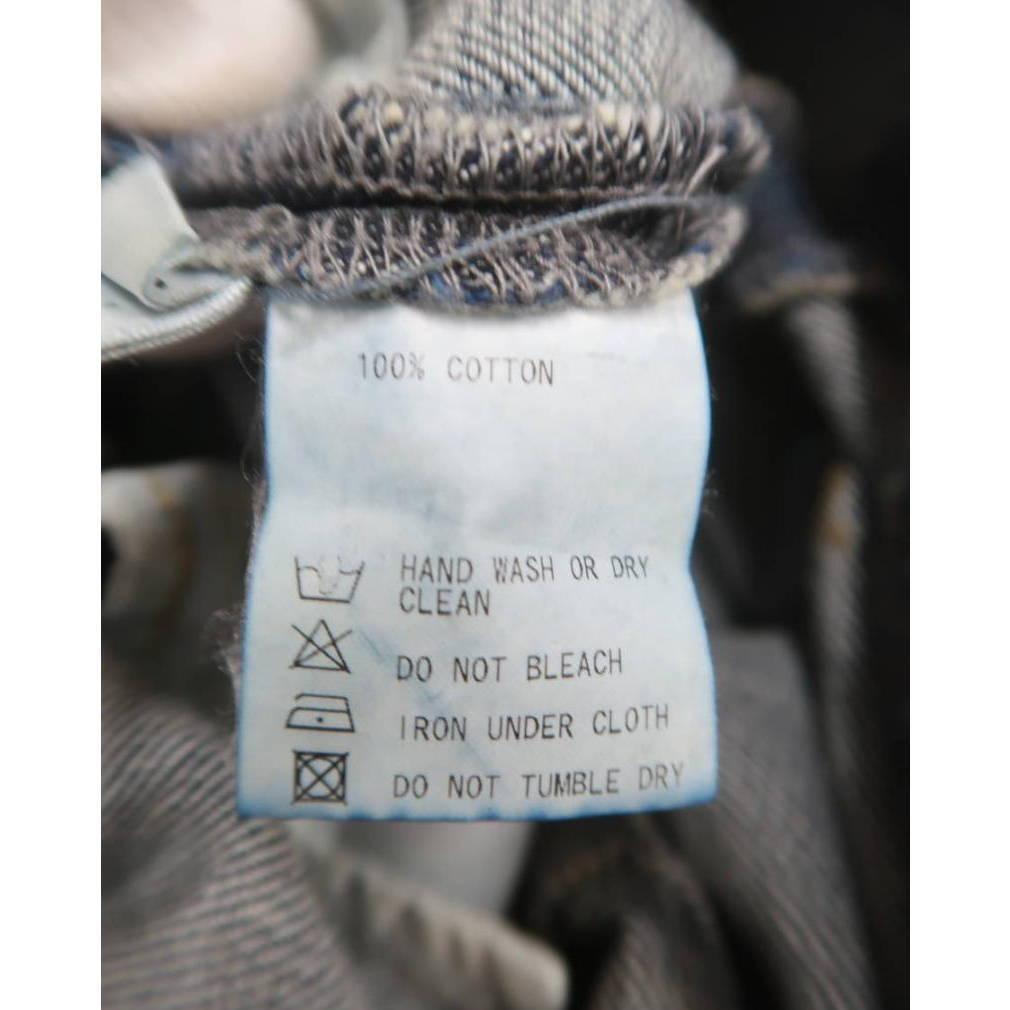 100% COTTON
HAND WASH OR DRY
CLEAN
DO NOT BLEACH
IRON UNDER CLOTH
DO NOT TUMBLE DRY